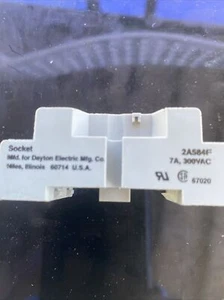 Socket
Mfd. for Dayton Electric Mfg. Co.
Niles, Illinois 60714 U.S.A.
2A584F
7A, 300VAC
67020